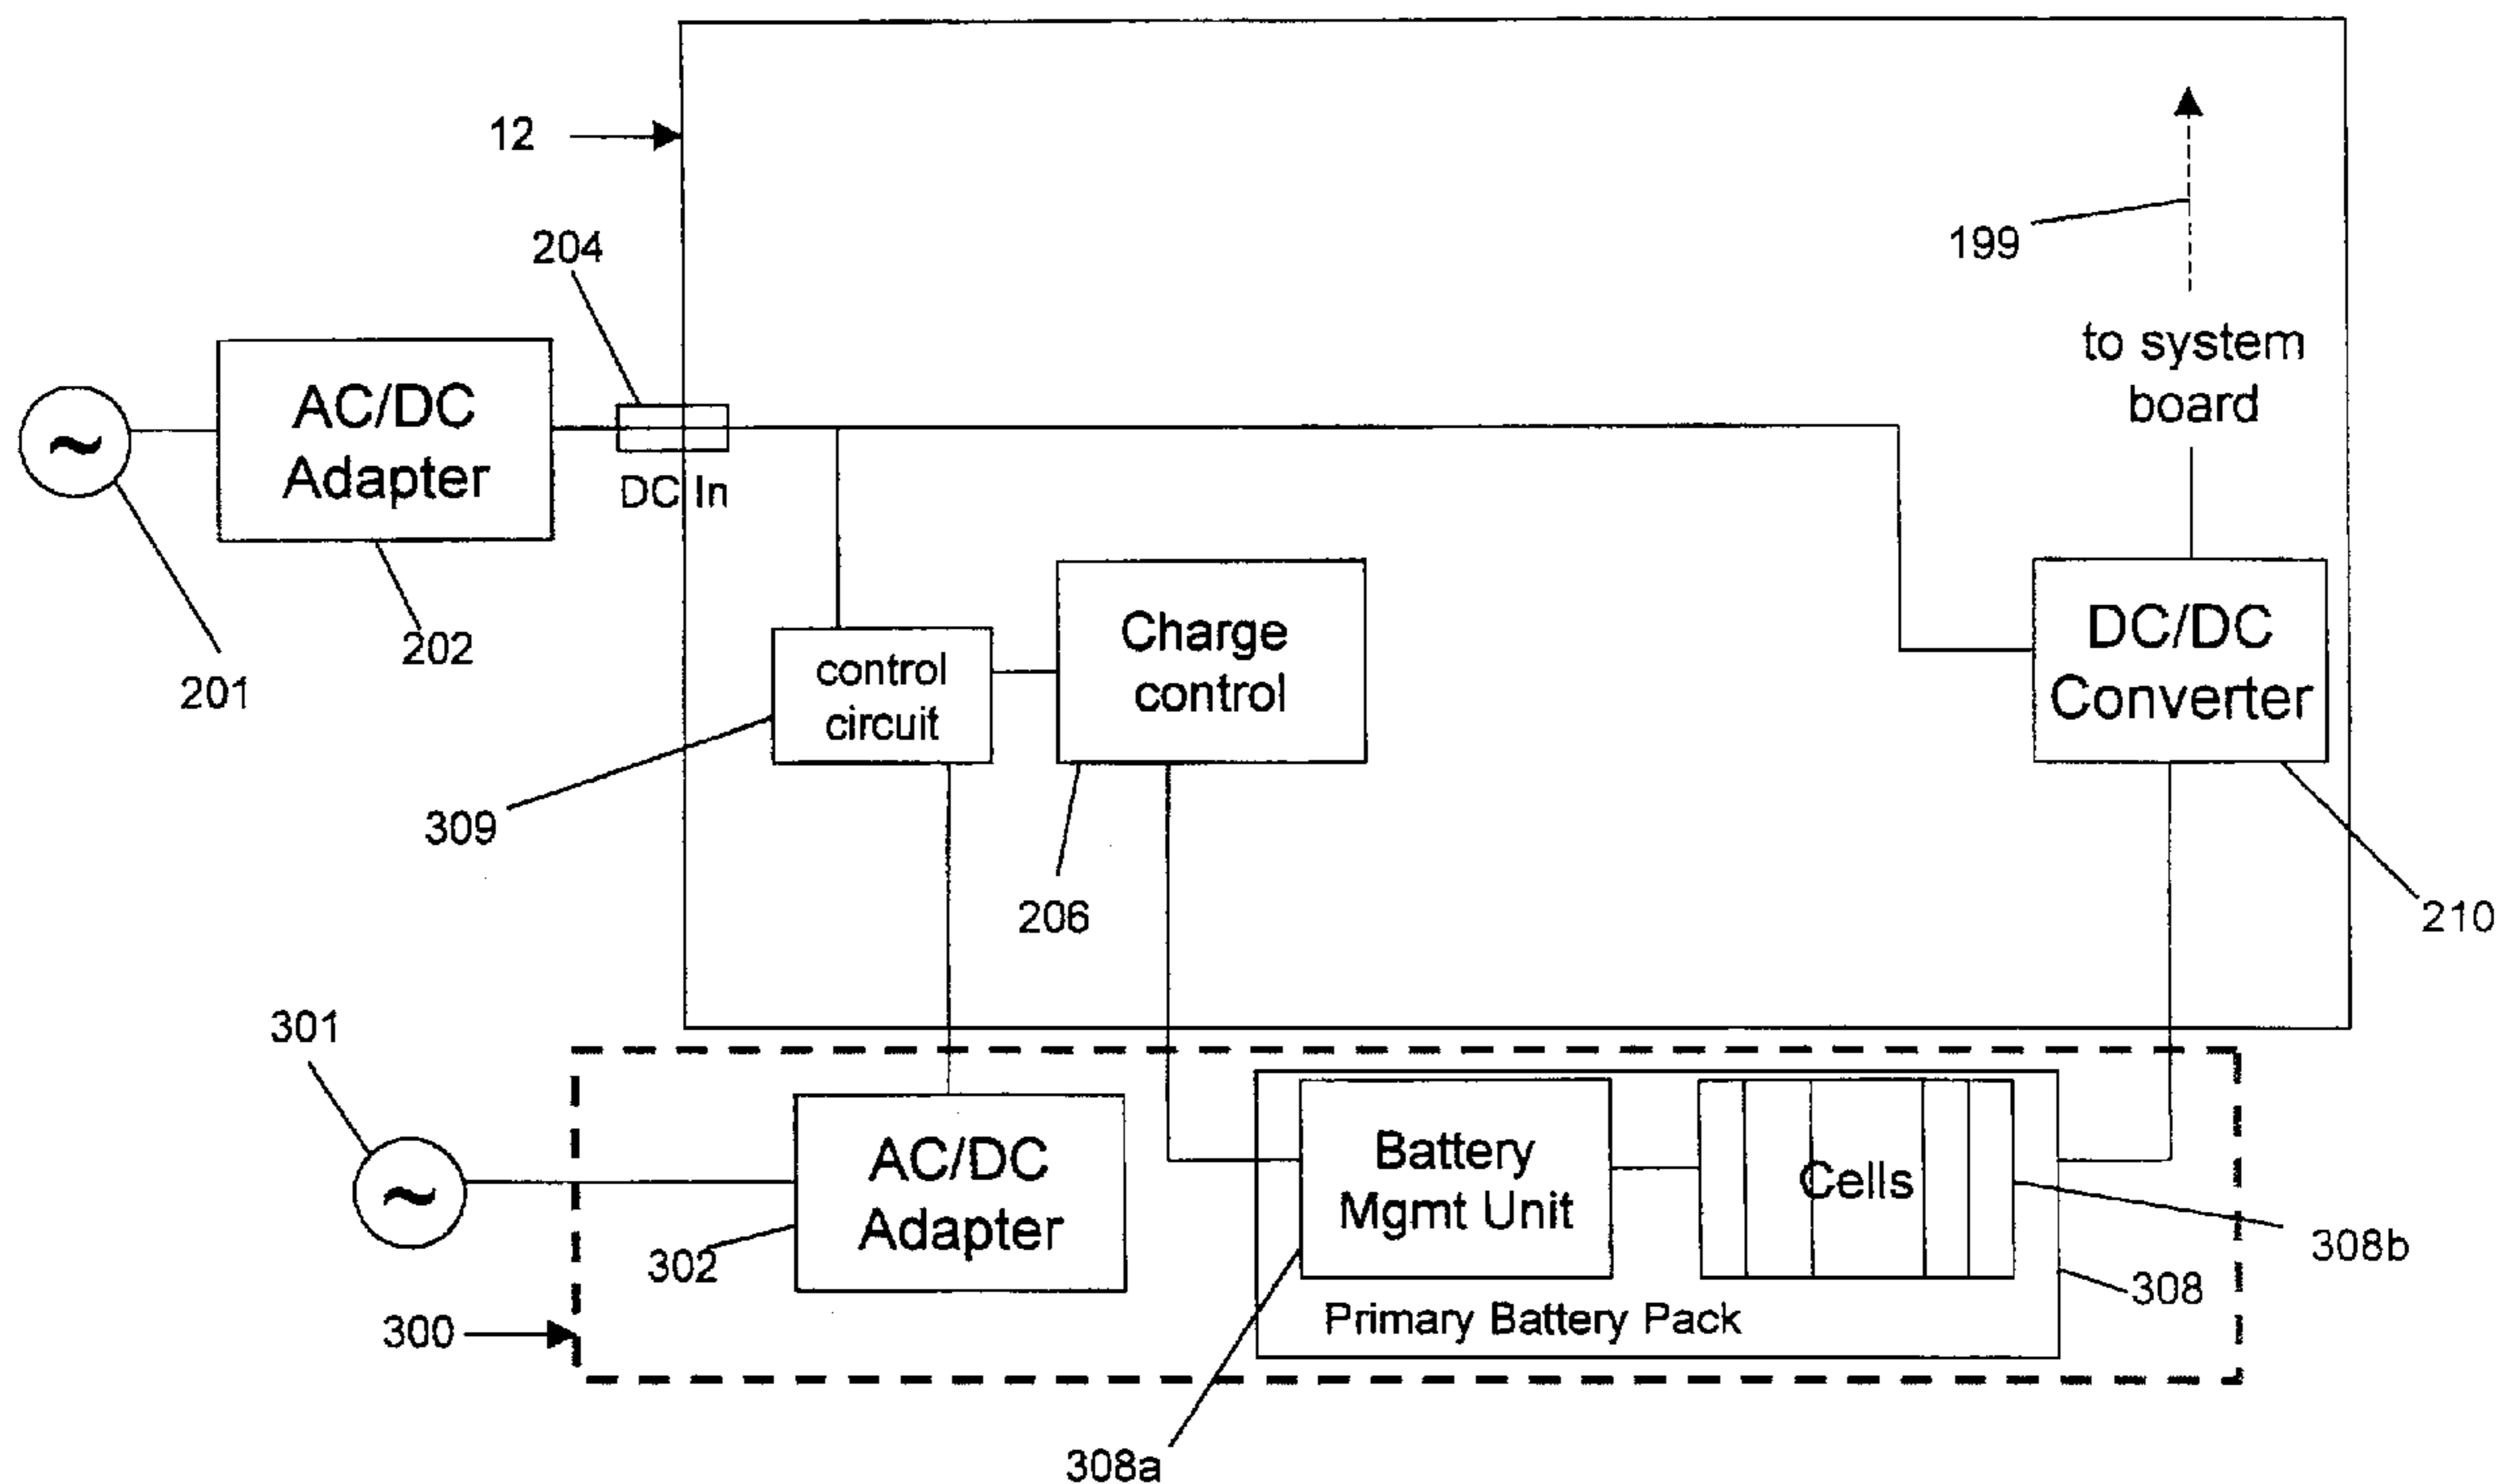 12
199
204
to system
board
AC/DC
Adapter
~
DC In
202
201
Charge
control
control
circuit
DC/DC
Converter
309
206
210
301
~
AC/DC
Adapter
302
300
Battery
Mgmt Unit
Cells
308b
308
Primary Battery Pack
308a